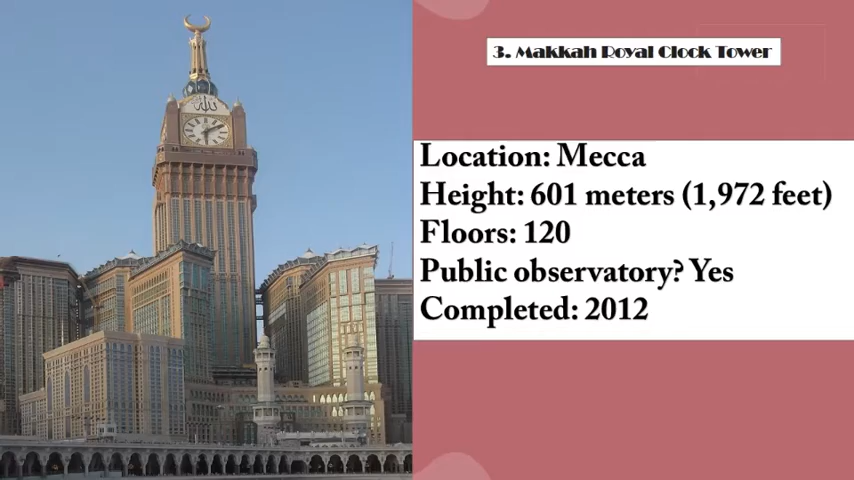 3. Makkah Royal Clock Tower
Location: Mecca
Height: 601 meters (1,972 feet)
Floors: 120
Public observatory? Yes
Completed: 2012
الله